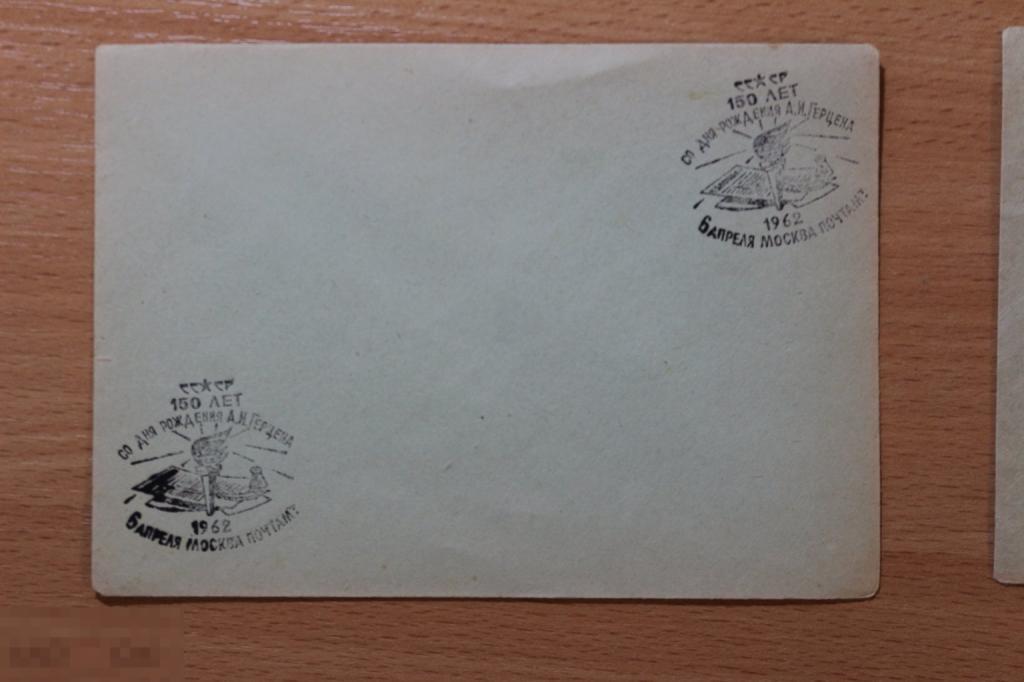 СССР
150 ЛЕТ
СО ДНЯ РОЖДЕНИЯ А.И.ГЕРЦЕНА
1962
6 АПРЕЛЯ МОСКВА ПОЧТАМТ
СССР
150 ЛЕТ
СО ДНЯ РОЖДЕНИЯ А.И.ГЕРЦЕНА
1962
6 АПРЕЛЯ МОСКВА ПОЧТАМТ